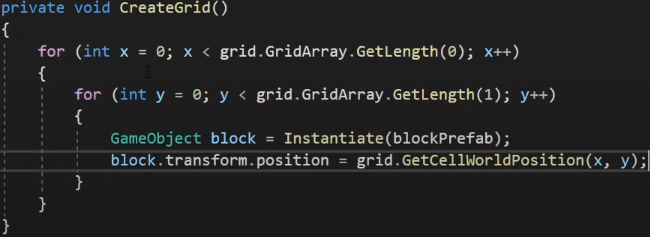 private void CreateGrid()
{
    for (int x = 0; x < grid.GridArray.GetLength(0); x++)
    {
        for (int y = 0; y < grid.GridArray.GetLength(1); y++)
        {
            GameObject block = Instantiate(blockPrefab);
            block.transform.position = grid.GetCellWorldPosition(x, y);
        }
    }
}